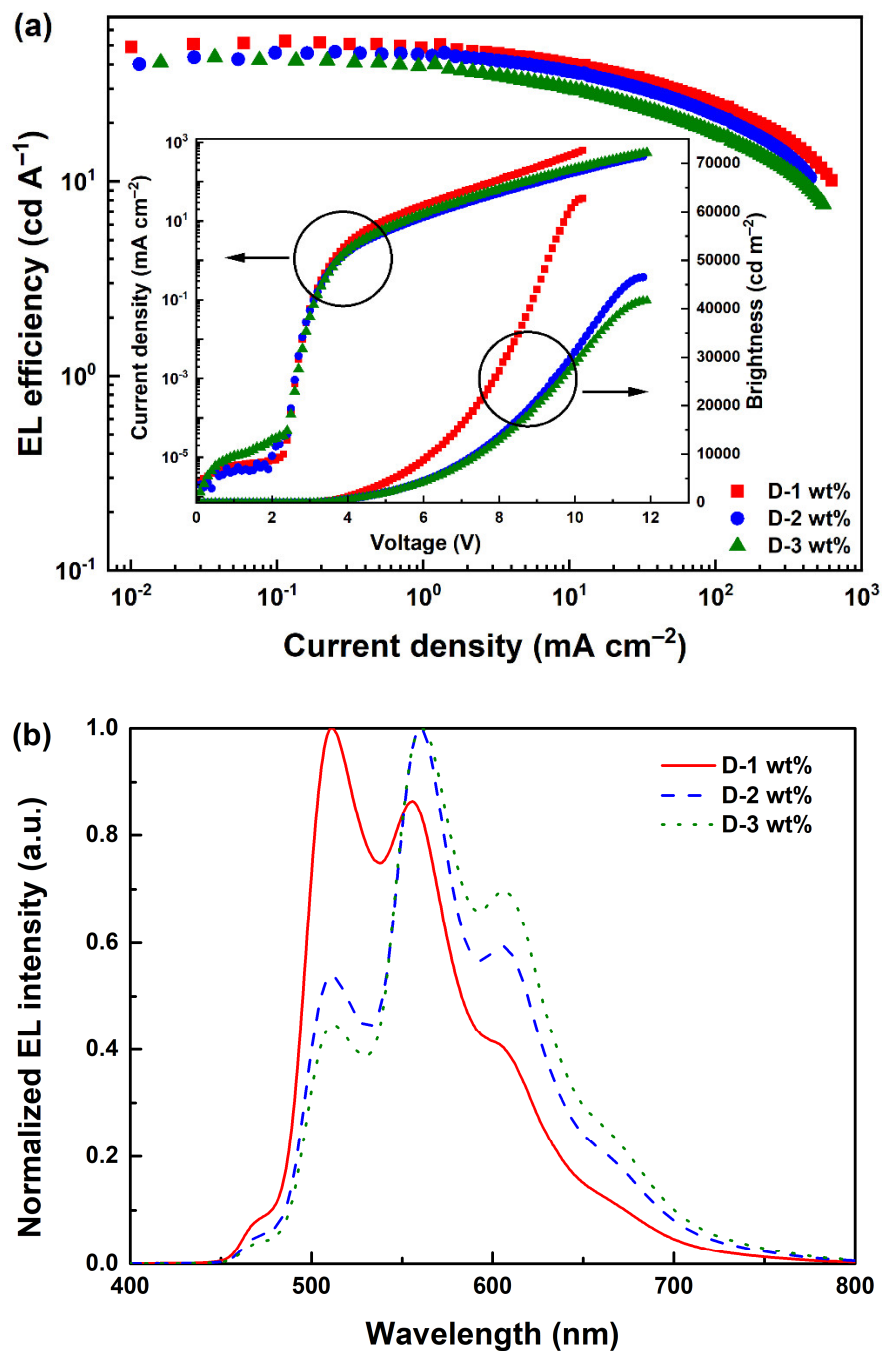 (a)
EL efficiency (cd A⁻¹)
10¹
10⁰
10⁻¹
10⁻² 10⁻¹ 10⁰ 10¹ 10² 10³
Current density (mA cm⁻²)
Current density (mA cm⁻²)
10³
10¹
10⁻¹
10⁻³
10⁻⁵
0 2 4 6 8 10 12
Voltage (V)
70000
60000
50000
40000
30000
20000
10000
0
Brightness (cd m⁻²)
D-1 wt%
D-2 wt%
D-3 wt%
(b)
Normalized EL intensity (a.u.)
1.0
0.8
0.6
0.4
0.2
0.0
400 500 600 700 800
Wavelength (nm)
D-1 wt%
D-2 wt%
D-3 wt%